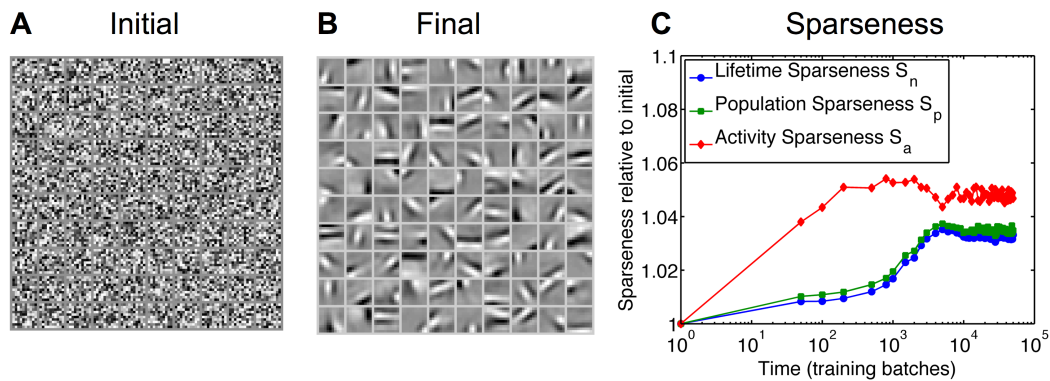 A Initial
B Final
C Sparseness
Sparseness relative to initial
1.1
1.08
1.06
1.04
1.02
1
Lifetime Sparseness Sn
Population Sparseness Sp
Activity Sparseness Sa
10^0 10^1 10^2 10^3 10^4 10^5
Time (training batches)